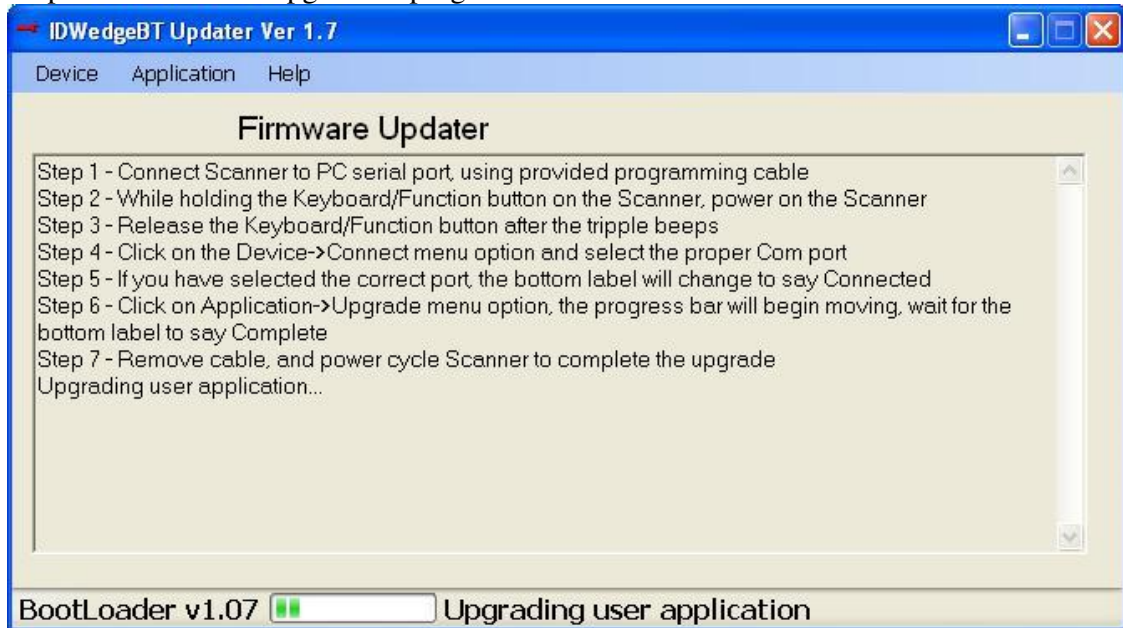 IDWedgeBT Updater Ver 1.7
Device Application Help
Firmware Updater
Step 1 - Connect Scanner to PC serial port, using provided programming cable
Step 2 - While holding the Keyboard/Function button on the Scanner, power on the Scanner
Step 3 - Release the Keyboard/Function button after the tripple beeps
Step 4 - Click on the Device->Connect menu option and select the proper Com port
Step 5 - If you have selected the correct port, the bottom label will change to say Connected
Step 6 - Click on Application->Upgrade menu option, the progress bar will begin moving, wait for the
bottom label to say Complete
Step 7 - Remove cable, and power cycle Scanner to complete the upgrade
Upgrading user application...
BootLoader v1.07 Upgrading user application